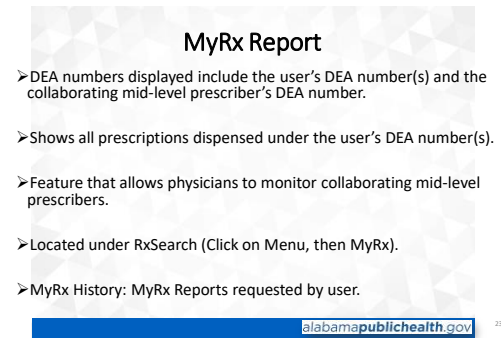 MyRx Report
➢DEA numbers displayed include the user's DEA number(s) and the
collaborating mid-level prescriber's DEA number.
➢Shows all prescriptions dispensed under the user's DEA number(s).
➢Feature that allows physicians to monitor collaborating mid-level
prescribers.
➢Located under RxSearch (Click on Menu, then MyRx).
➢MyRx History: MyRx Reports requested by user.
alabamapublichealth.gov
23